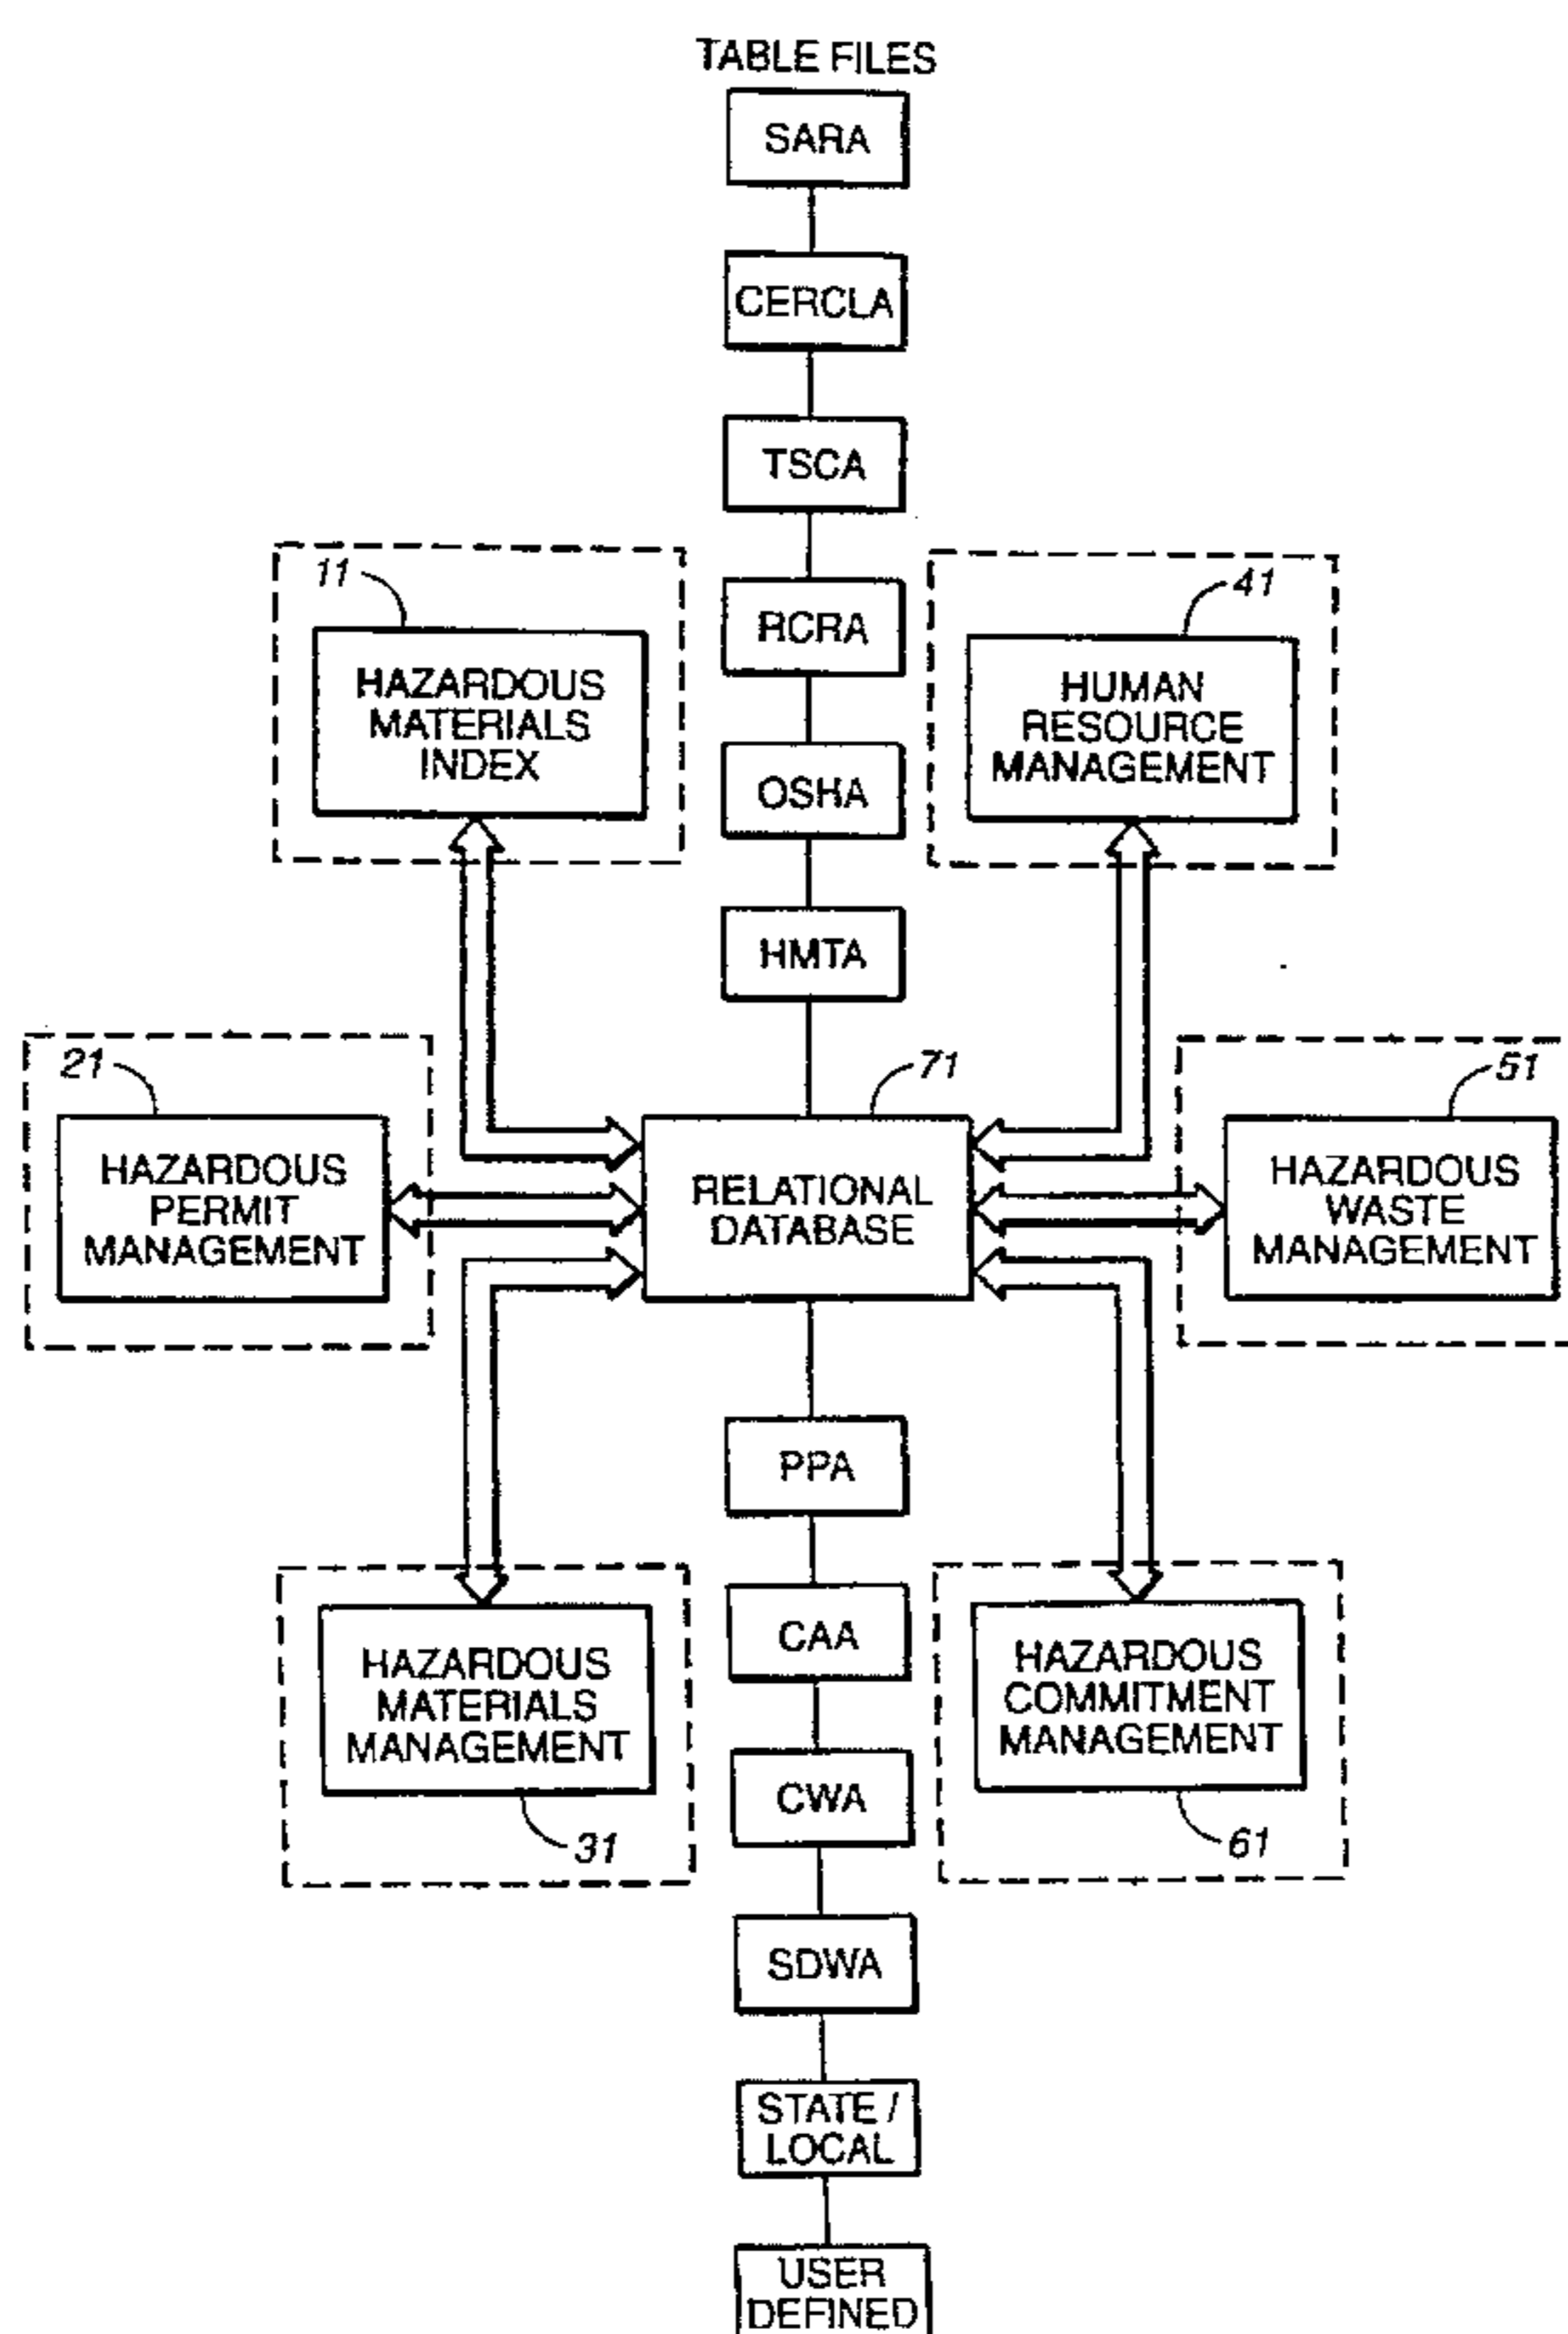 TABLE FILES
SARA
CERCLA
TSCA
RCRA
OSHA
HMTA
11
HAZARDOUS
MATERIALS
INDEX
41
HUMAN
RESOURCE
MANAGEMENT
21
HAZARDOUS
PERMIT
MANAGEMENT
71
RELATIONAL
DATABASE
51
HAZARDOUS
WASTE
MANAGEMENT
PPA
CAA
CWA
SDWA
STATE /
LOCAL
USER
DEFINED
HAZARDOUS
MATERIALS
MANAGEMENT
31
HAZARDOUS
COMMITMENT
MANAGEMENT
61